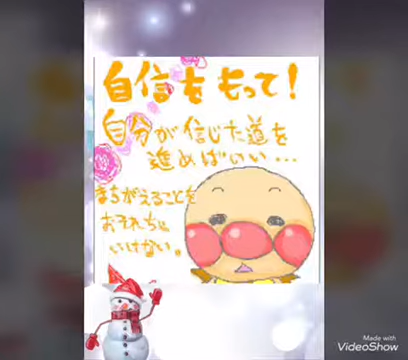 自信をもって！
自分が信じた道を
進めばいい…
まちがえることを
おそれちゃ
いけない。
Made with
VideoShow